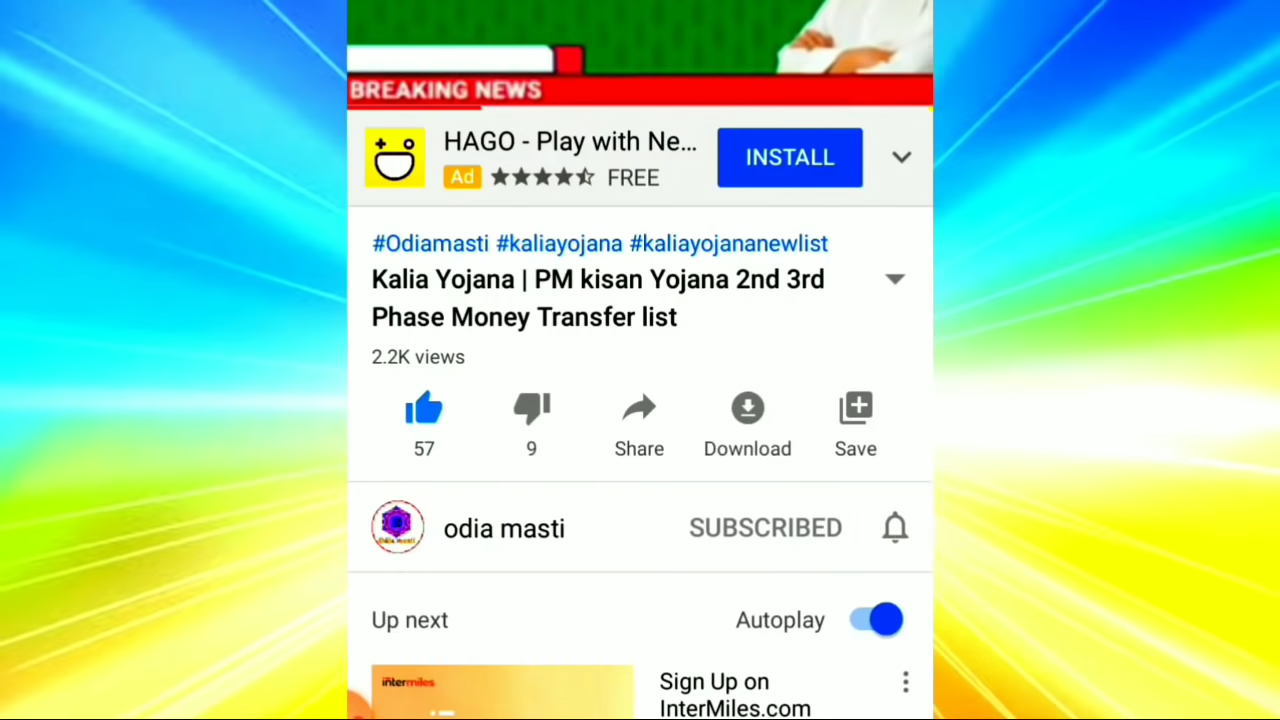 BREAKING NEWS
HAGO - Play with Ne...
INSTALL
Ad
FREE
#Odiamasti #kaliayojana #kaliayojananewlist
Kalia Yojana | PM kisan Yojana 2nd 3rd
Phase Money Transfer list
2.2K views
57
9
Share
Download
Save
odia masti
SUBSCRIBED
Up next
Autoplay
intermiles
Sign Up on
InterMiles.com